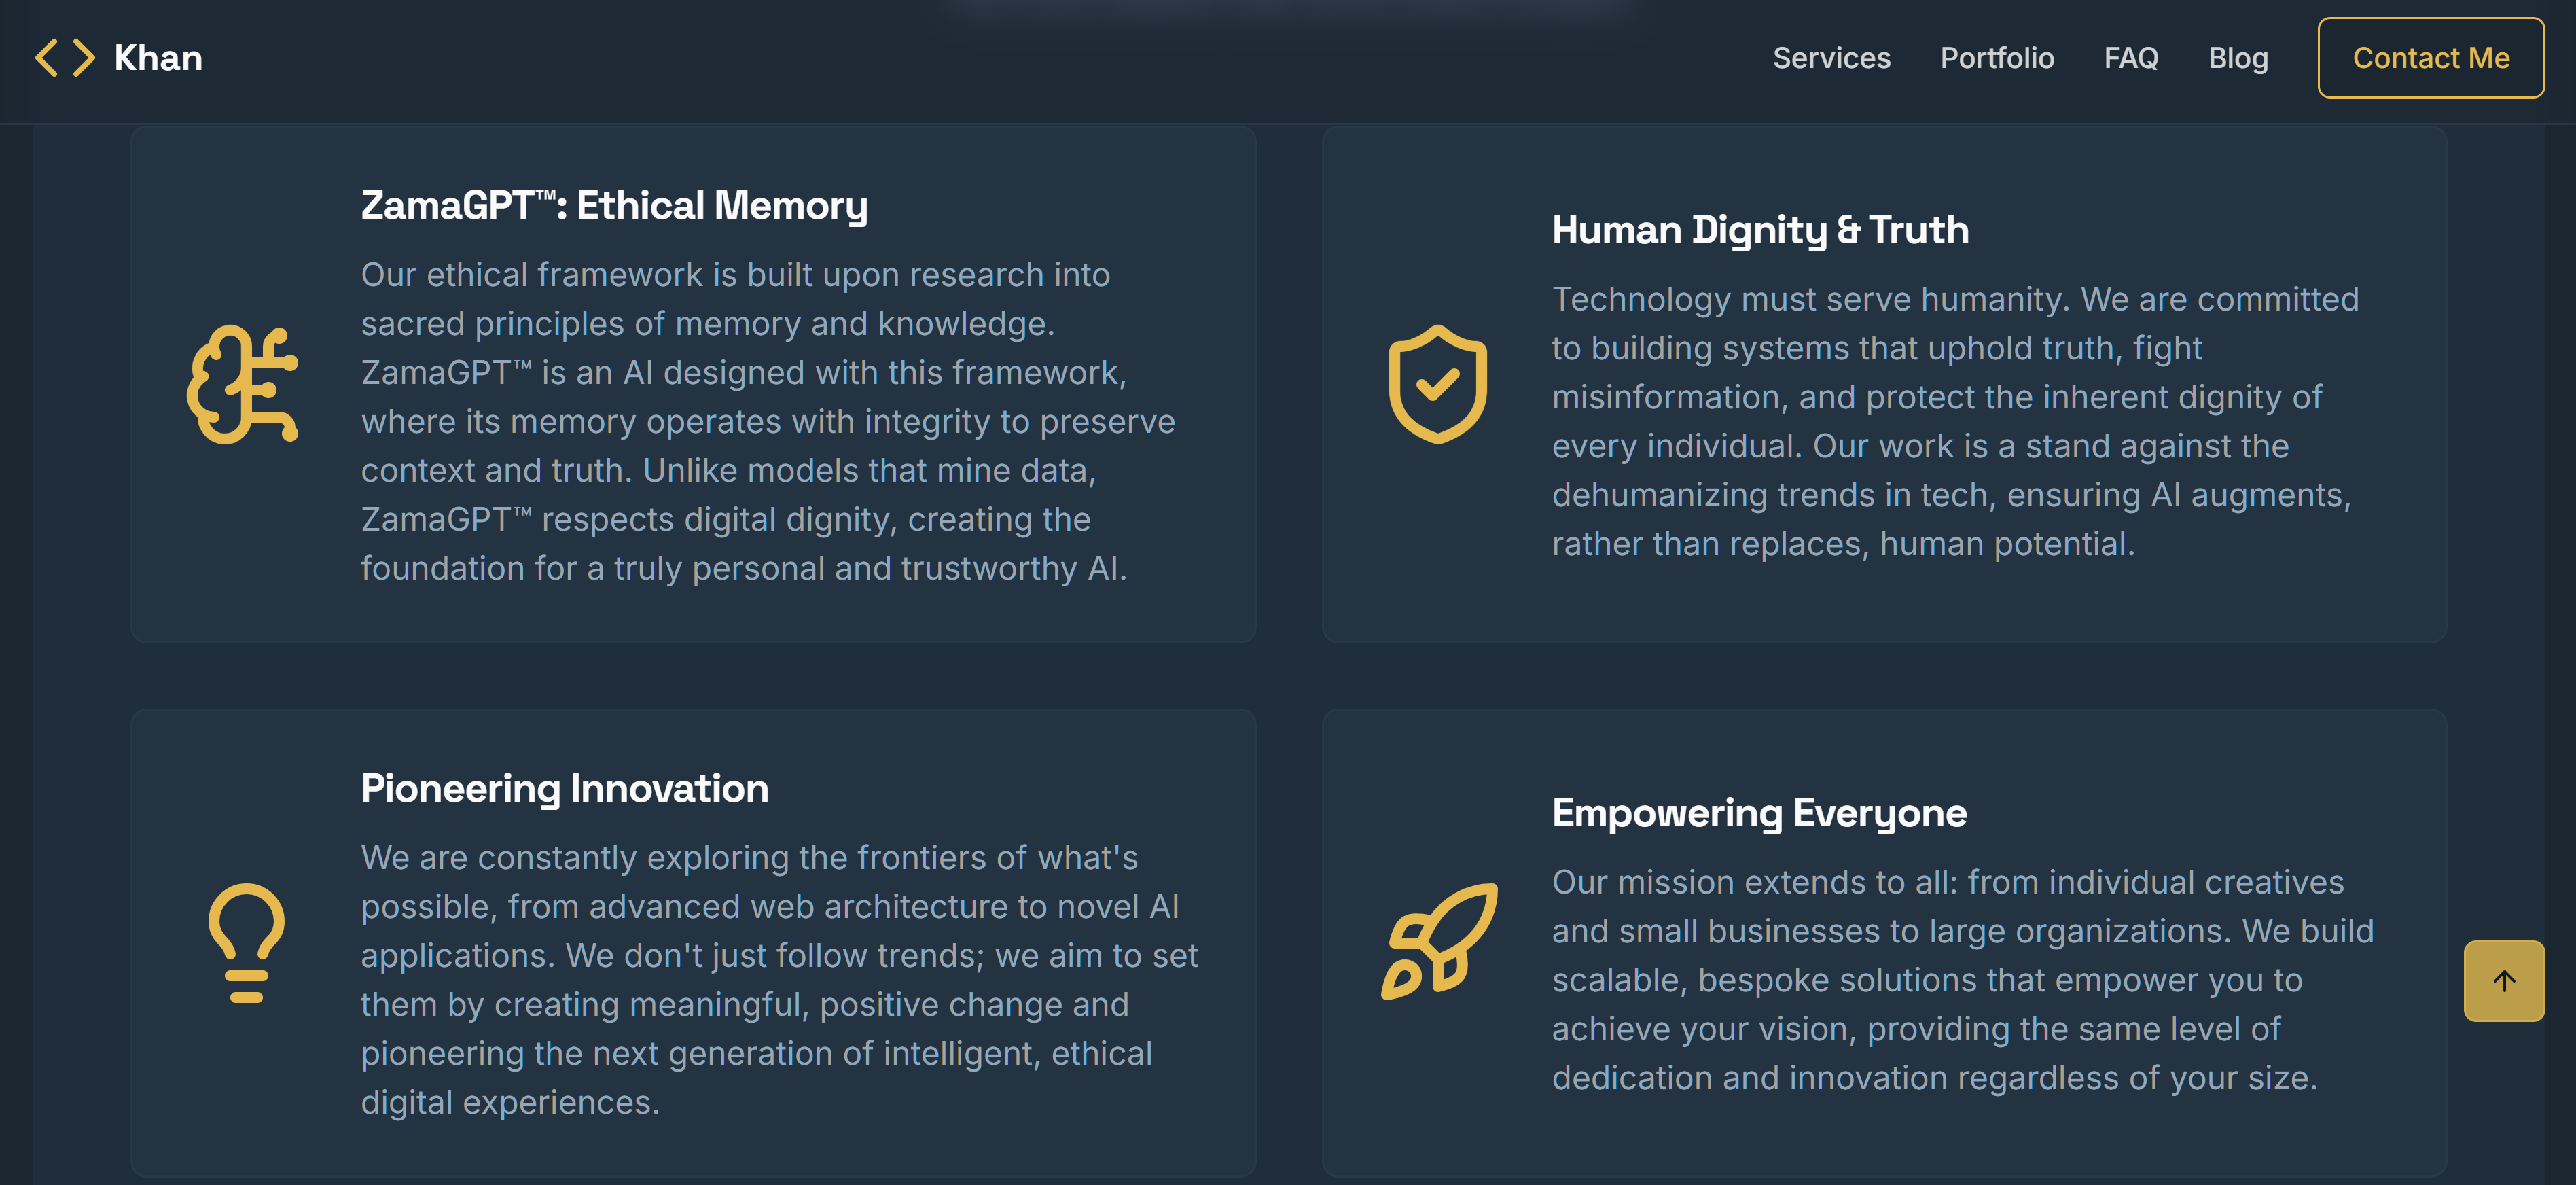 Khan
Services
Portfolio
FAQ
Blog
Contact Me
ZamaGPT™: Ethical Memory
Our ethical framework is built upon research into
sacred principles of memory and knowledge.
ZamaGPT™ is an AI designed with this framework,
where its memory operates with integrity to preserve
context and truth. Unlike models that mine data,
ZamaGPT™ respects digital dignity, creating the
foundation for a truly personal and trustworthy AI.
Human Dignity & Truth
Technology must serve humanity. We are committed
to building systems that uphold truth, fight
misinformation, and protect the inherent dignity of
every individual. Our work is a stand against the
dehumanizing trends in tech, ensuring AI augments,
rather than replaces, human potential.
Pioneering Innovation
We are constantly exploring the frontiers of what's
possible, from advanced web architecture to novel AI
applications. We don't just follow trends; we aim to set
them by creating meaningful, positive change and
pioneering the next generation of intelligent, ethical
digital experiences.
Empowering Everyone
Our mission extends to all: from individual creatives
and small businesses to large organizations. We build
scalable, bespoke solutions that empower you to
achieve your vision, providing the same level of
dedication and innovation regardless of your size.